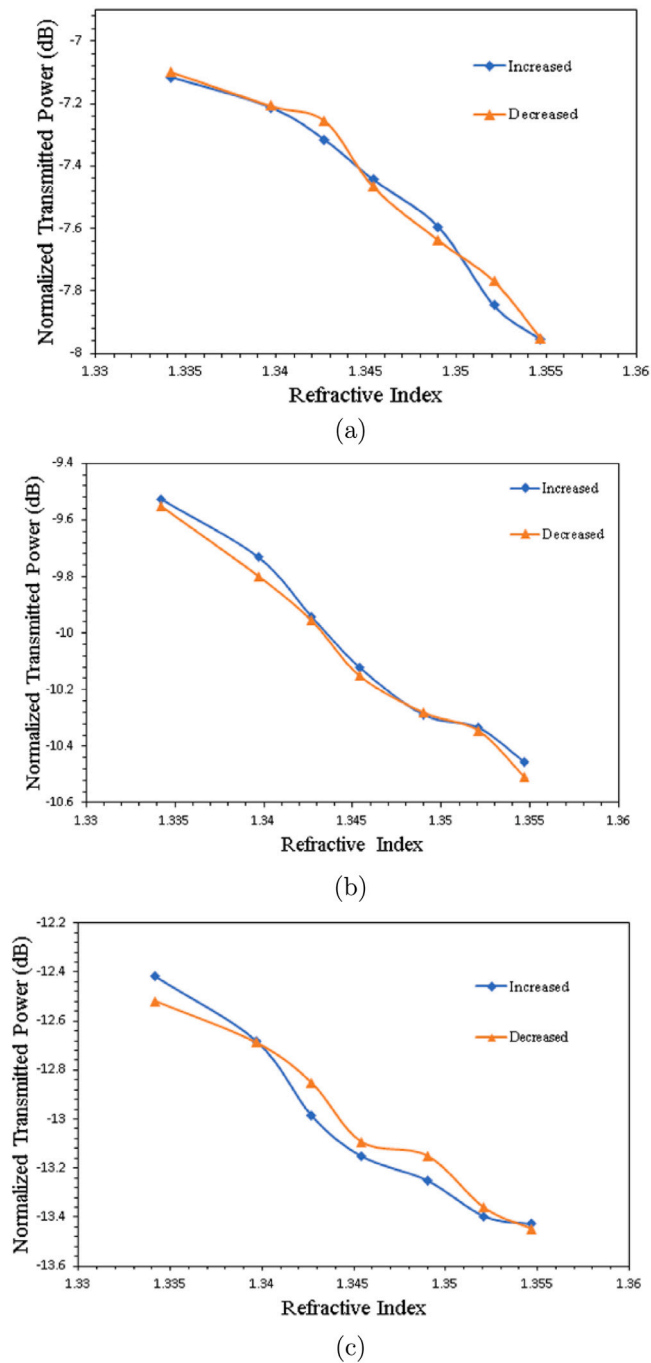 -7
-7.2
-7.4
-7.6
-7.8
-8
Normalized Transmitted Power (dB)
Increased
Decreased
1.33 1.335 1.34 1.345 1.35 1.355 1.36
Refractive Index
(a)
-9.4
-9.6
-9.8
-10
-10.2
-10.4
-10.6
Normalized Transmitted Power (dB)
Increased
Decreased
1.33 1.335 1.34 1.345 1.35 1.355 1.36
Refractive Index
(b)
-12.2
-12.4
-12.6
-12.8
-13
-13.2
-13.4
-13.6
Normalized Transmitted Power (dB)
Increased
Decreased
1.33 1.335 1.34 1.345 1.35 1.355 1.36
Refractive Index
(c)